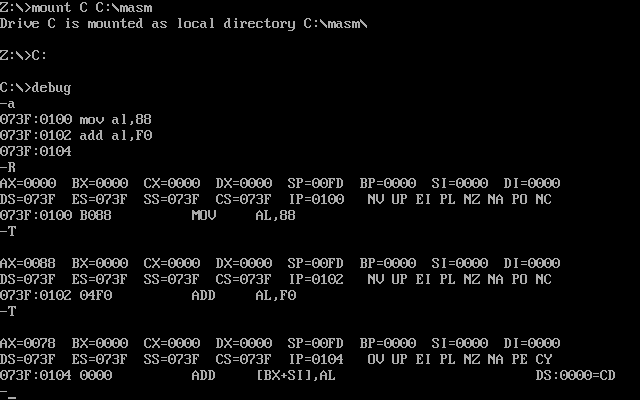 Z:\>mount C C:\masm
Drive C is mounted as local directory C:\masm\
Z:\>C:
C:\>debug
-a
073F:0100 mov al,88
073F:0102 add al,F0
073F:0104
-R
AX=0000  BX=0000  CX=0000  DX=0000  SP=00FD  BP=0000  SI=0000  DI=0000
DS=073F  ES=073F  SS=073F  CS=073F  IP=0100   NV UP EI PL NZ NA PO NC
073F:0100 B088          MOV     AL,88
-T
AX=0088  BX=0000  CX=0000  DX=0000  SP=00FD  BP=0000  SI=0000  DI=0000
DS=073F  ES=073F  SS=073F  CS=073F  IP=0102   NV UP EI PL NZ NA PO NC
073F:0102 04F0          ADD     AL,F0
-T
AX=0078  BX=0000  CX=0000  DX=0000  SP=00FD  BP=0000  SI=0000  DI=0000
DS=073F  ES=073F  SS=073F  CS=073F  IP=0104   OV UP EI PL NZ NA PE CY
073F:0104 0000          ADD     [BX+SI],AL                         DS:0000=CD
-_